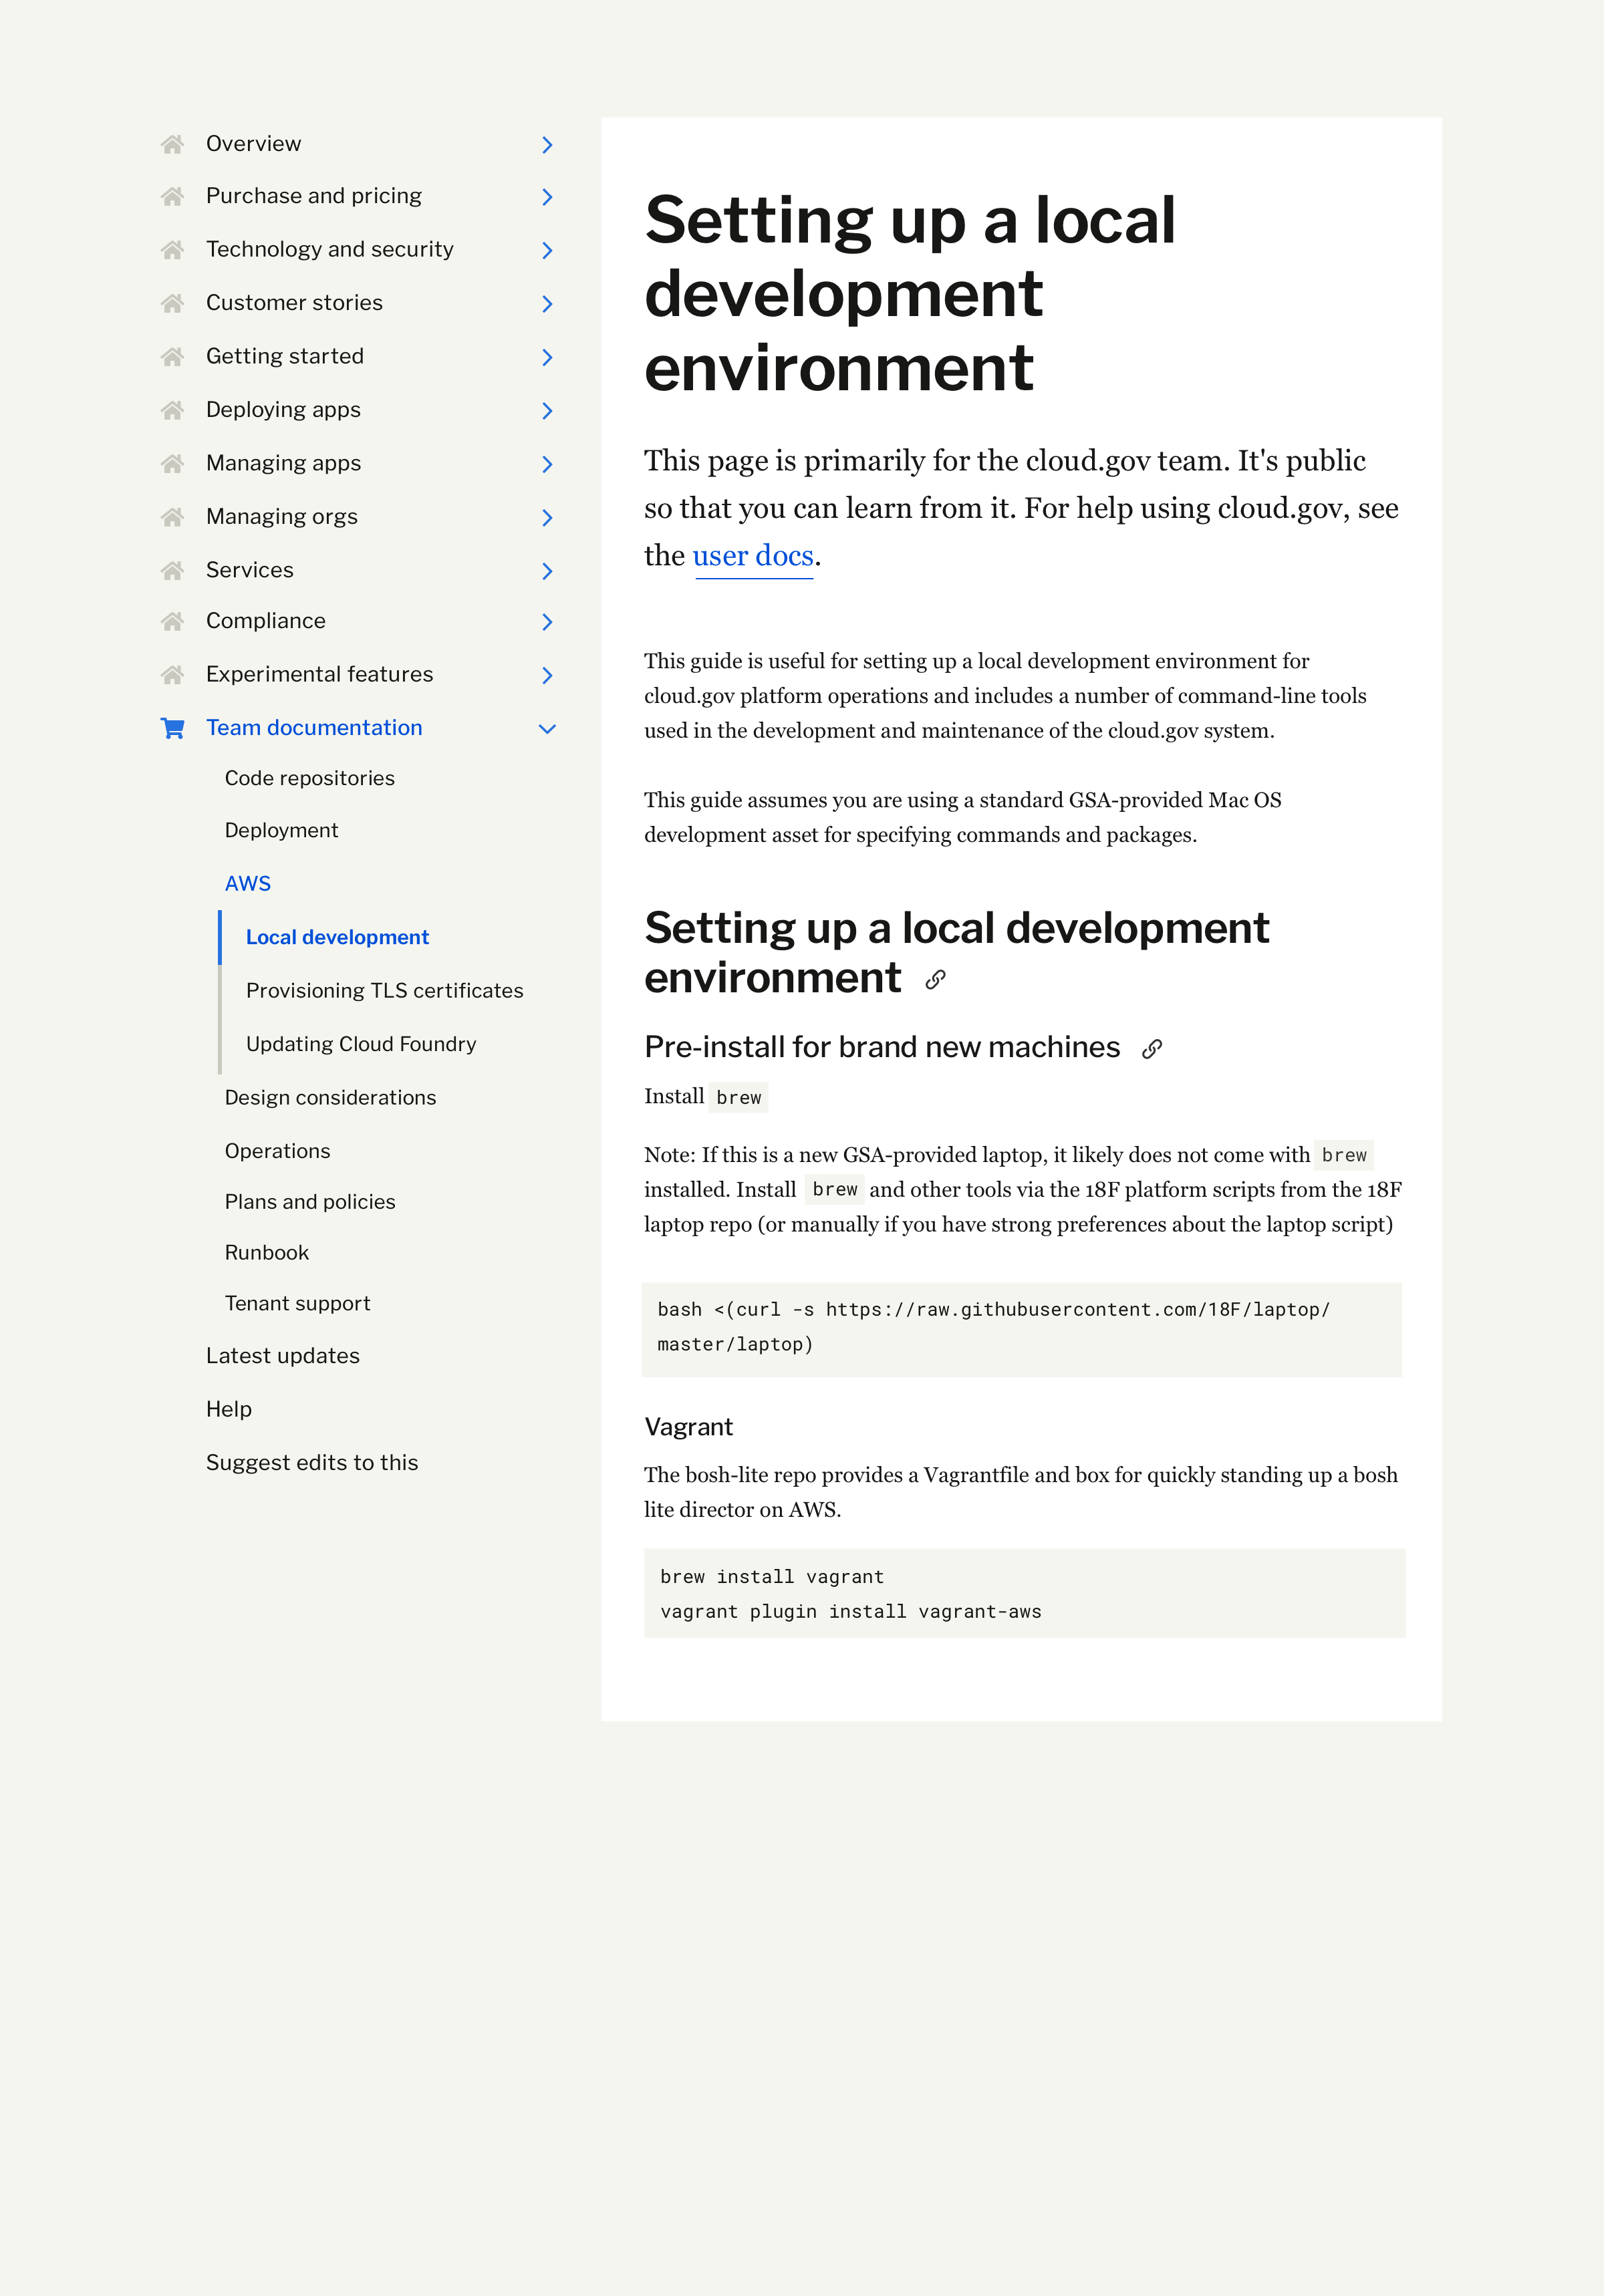 Overview
Purchase and pricing
Technology and security
Customer stories
Getting started
Deploying apps
Managing apps
Managing orgs
Services
Compliance
Experimental features
Team documentation
Code repositories
Deployment
AWS
Local development
Provisioning TLS certificates
Updating Cloud Foundry
Design considerations
Operations
Plans and policies
Runbook
Tenant support
Latest updates
Help
Suggest edits to this
Setting up a local
development
environment
This page is primarily for the cloud.gov team. It's public
so that you can learn from it. For help using cloud.gov, see
the user docs.
This guide is useful for setting up a local development environment for
cloud.gov platform operations and includes a number of command-line tools
used in the development and maintenance of the cloud.gov system.
This guide assumes you are using a standard GSA-provided Mac OS
development asset for specifying commands and packages.
Setting up a local development
environment
Pre-install for brand new machines
Install brew
Note: If this is a new GSA-provided laptop, it likely does not come with brew
installed. Install brew and other tools via the 18F platform scripts from the 18F
laptop repo (or manually if you have strong preferences about the laptop script)
bash <(curl -s https://raw.githubusercontent.com/18F/laptop/
master/laptop)
Vagrant
The bosh-lite repo provides a Vagrantfile and box for quickly standing up a bosh
lite director on AWS.
brew install vagrant
vagrant plugin install vagrant-aws